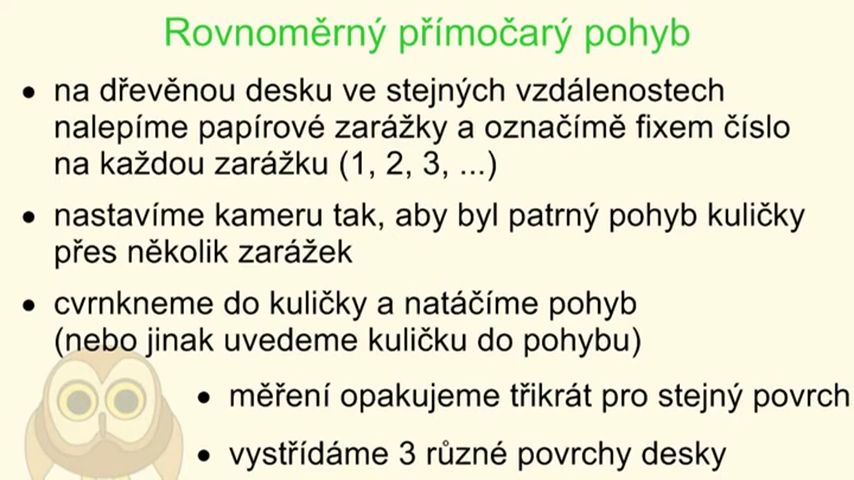 Rovnoměrný přímočarý pohyb
• na dřevěnou desku ve stejných vzdálenostech
nalepíme papírové zarážky a označímě fixem číslo
na každou zarážku (1, 2, 3, ...)
• nastavíme kameru tak, aby byl patrný pohyb kuličky
přes několik zarážek
• cvrnkneme do kuličky a natáčíme pohyb
(nebo jinak uvedeme kuličku do pohybu)
• měření opakujeme třikrát pro stejný povrch
• vystřídáme 3 různé povrchy desky